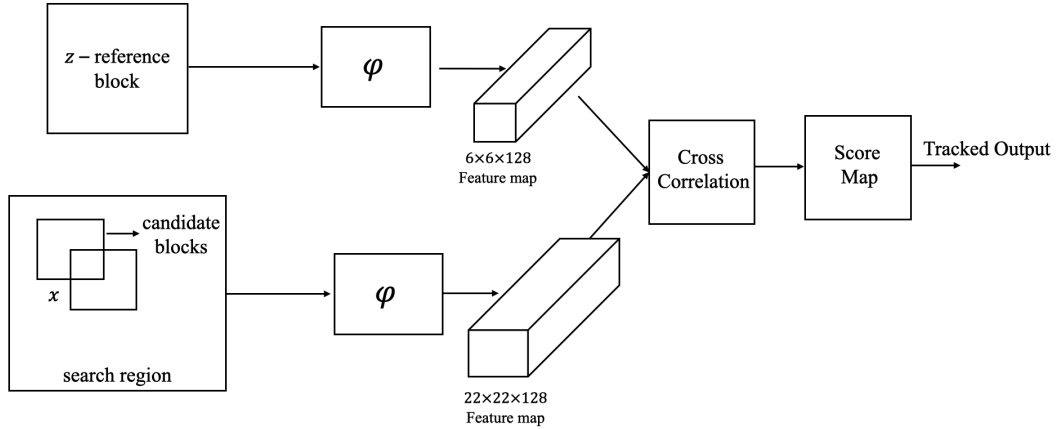 z – reference
block
φ
6×6×128
Feature map
Cross
Correlation
Score
Map
Tracked Output
candidate
blocks
x
search region
φ
22×22×128
Feature map